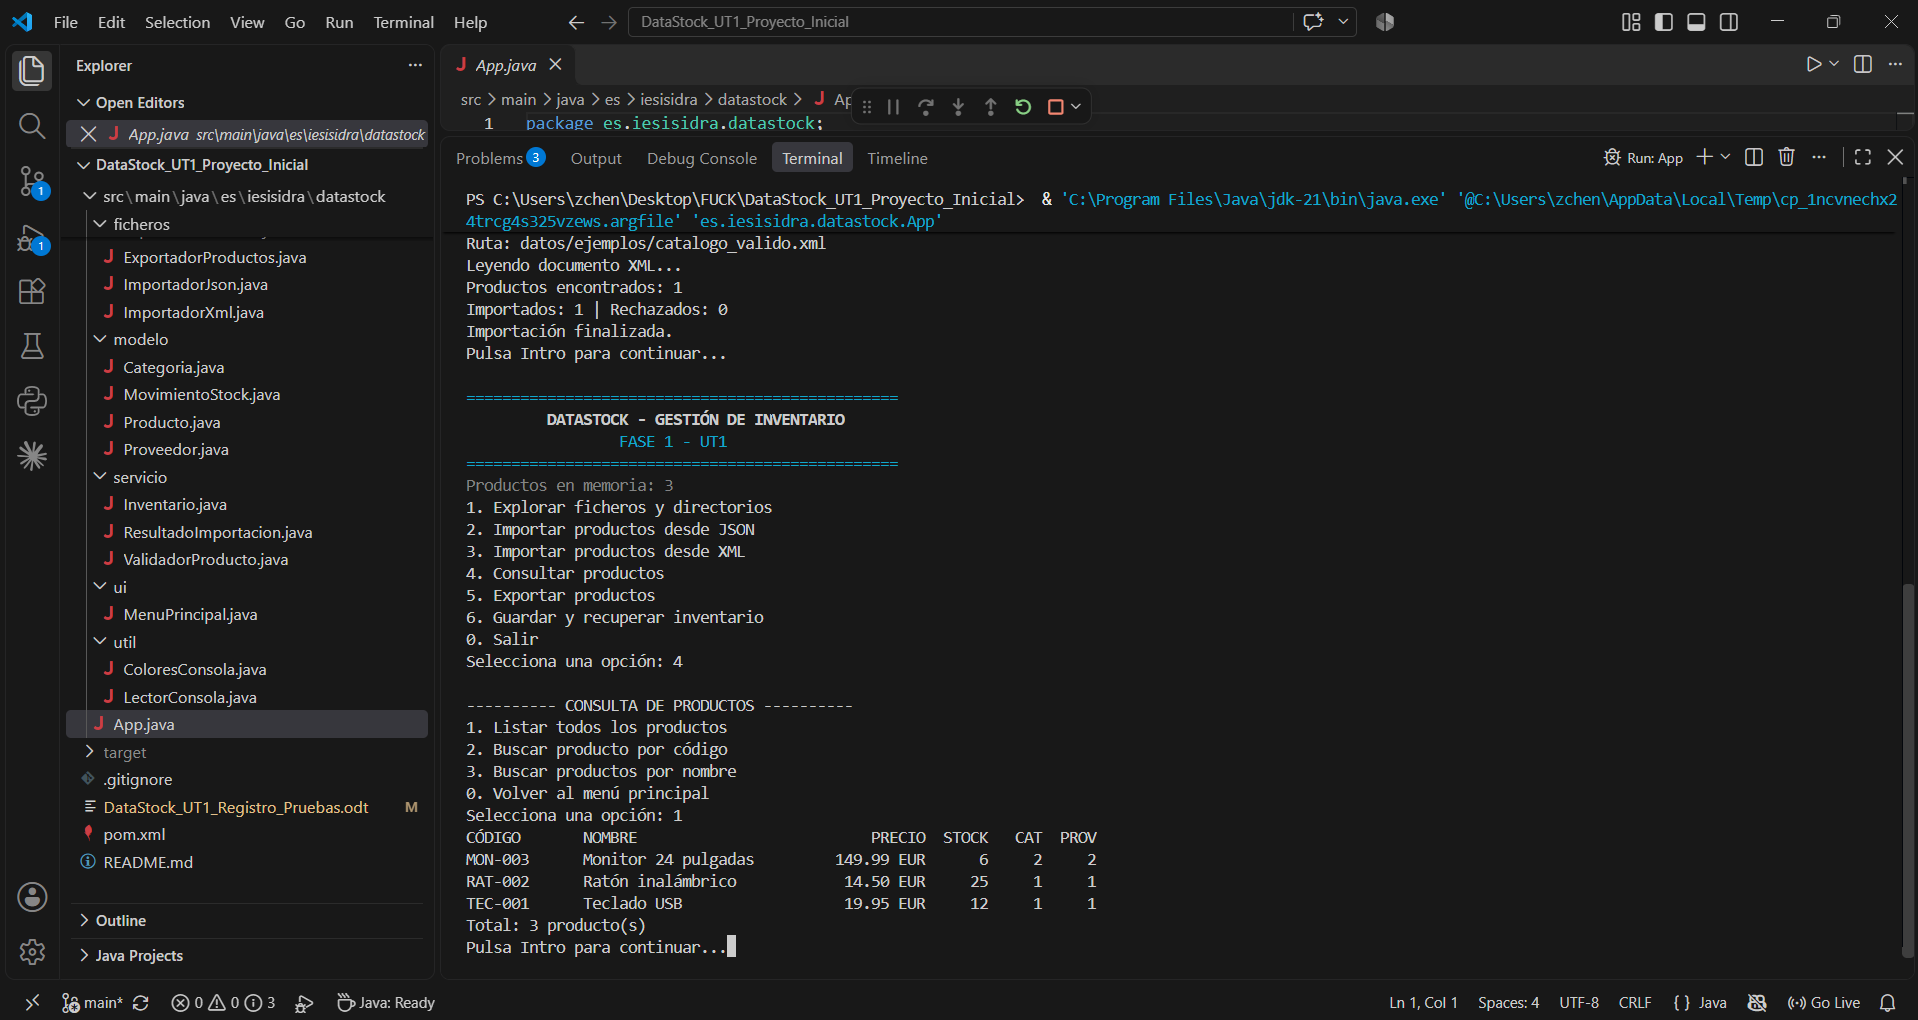 File Edit Selection View Go Run Terminal Help
DataStock_UT1_Proyecto_Inicial
Explorer
Open Editors
App.java src\main\java\es\iesisidra\datastock
DataStock_UT1_Proyecto_Inicial
src\main\java\es\iesisidra\datastock
ficheros
ExportadorProductos.java
ImportadorJson.java
ImportadorXml.java
modelo
Categoria.java
MovimientoStock.java
Producto.java
Proveedor.java
servicio
Inventario.java
ResultadoImportacion.java
ValidadorProducto.java
ui
MenuPrincipal.java
util
ColoresConsola.java
LectorConsola.java
App.java
target
.gitignore
DataStock_UT1_Registro_Pruebas.odt M
pom.xml
README.md
Outline
Java Projects
1
1
App.java
src > main > java > es > iesisidra > datastock >
1 package es.iesisidra.datastock;
Problems 3 Output Debug Console Terminal Timeline
Run: App
PS C:\Users\zchen\Desktop\FUCK\DataStock_UT1_Proyecto_Inicial> & 'C:\Program Files\Java\jdk-21\bin\java.exe' '@C:\Users\zchen\AppData\Local\Temp\cp_1ncvnechx2
4trcg4s325vzews.argfile' 'es.iesisidra.datastock.App'
Ruta: datos/ejemplos/catalogo_valido.xml
Leyendo documento XML...
Productos encontrados: 1
Importados: 1 | Rechazados: 0
Importación finalizada.
Pulsa Intro para continuar...
================================================
DATASTOCK - GESTIÓN DE INVENTARIO
FASE 1 - UT1
================================================
Productos en memoria: 3
1. Explorar ficheros y directorios
2. Importar productos desde JSON
3. Importar productos desde XML
4. Consultar productos
5. Exportar productos
6. Guardar y recuperar inventario
0. Salir
Selecciona una opción: 4
---------- CONSULTA DE PRODUCTOS ----------
1. Listar todos los productos
2. Buscar producto por código
3. Buscar productos por nombre
0. Volver al menú principal
Selecciona una opción: 1
CÓDIGO NOMBRE PRECIO STOCK CAT PROV
MON-003 Monitor 24 pulgadas 149.99 EUR 6 2 2
RAT-002 Ratón inalámbrico 14.50 EUR 25 1 1
TEC-001 Teclado USB 19.95 EUR 12 1 1
Total: 3 producto(s)
Pulsa Intro para continuar...
main* 0 0 3 Java: Ready
Ln 1, Col 1 Spaces: 4 UTF-8 CRLF { } Java Go Live